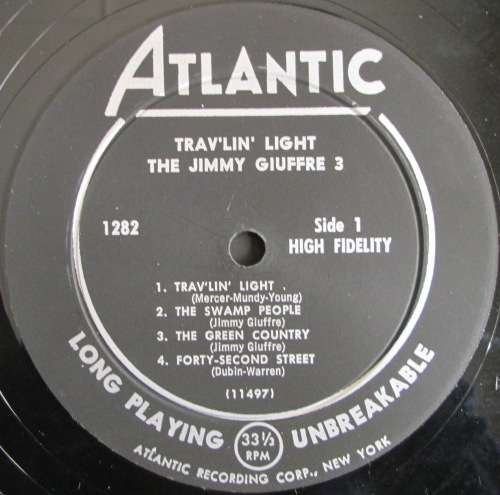 ATLANTIC
TRAV'LIN' LIGHT
THE JIMMY GIUFFRE 3
1282
Side 1
HIGH FIDELITY
1. TRAV'LIN' LIGHT
(Mercer-Mundy-Young)
2. THE SWAMP PEOPLE
(Jimmy Giuffre)
3. THE GREEN COUNTRY
(Jimmy Giuffre)
4. FORTY-SECOND STREET
(Dubin-Warren)
(11497)
LONG PLAYING 33⅓ RPM UNBREAKABLE
ATLANTIC RECORDING CORP., NEW YORK